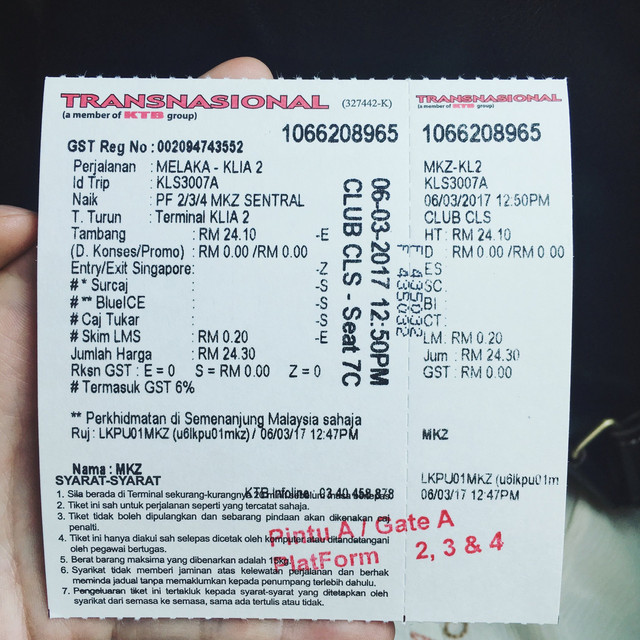 TRANSNASIONAL (327442-K)
(a member of KTB group)
1066208965
GST Reg No : 002094743552
Perjalanan : MELAKA - KLIA 2
Id Trip : KLS3007A
Naik : PF 2/3/4 MKZ SENTRAL
T. Turun : Terminal KLIA 2
Tambang : RM 24.10 -E
(D. Konses/Promo) : RM 0.00 /RM 0.00
Entry/Exit Singapore: -Z
# * Surcaj : -S
# ** BlueICE : -S
# Caj Tukar : -S
# Skim LMS : RM 0.20 -E
Jumlah Harga : RM 24.30
Rksn GST : E = 0 S = RM 0.00 Z = 0
# Termasuk GST 6%
** Perkhidmatan di Semenanjung Malaysia sahaja
Ruj : LKPU01MKZ (u6lkpu01mkz) / 06/03/17 12:47PM
Nama : MKZ
06-03-2017 12:50PM
CLUB CLS - Seat 7C
SYARAT-SYARAT
KTB Infoline
1. Sila berada di Terminal sekurang-kurangnya
2. Tiket ini sah untuk perjalanan seperti yang tercatat sahaja.
3. Tiket tidak boleh dipulangkan dan sebarang pindaan akan dikenakan caj
penalti.
4. Tiket ini hanya diakui sah selepas dicetak oleh komputer atau ditandatangani
oleh pegawai bertugas.
5. Berat barang maksima yang dibenarkan adalah 15kg.
6. Syarikat tidak memberi jaminan atas kelewatan perjalanan dan berhak
meminda jadual tanpa memaklumkan kepada penumpang terlebih dahulu.
7. Pengeluaran tiket ini tertakluk kepada syarat-syarat yang ditetapkan oleh
syarikat dari semasa ke semasa, sama ada tertulis atau tidak.
Pintu A / Gate A
PlatForm 2, 3 & 4
TRANSNASIONAL
(a member of KTB group)
1066208965
MKZ-KL2
KLS3007A
06/03/2017 12:50PM
CLUB CLS
HT : RM 24.10
D : RM 0.00 /RM 0.00
ES
SC:
BI :
CT:
LM: RM 0.20
Jum : RM 24.30
GST : RM 0.00
MKZ
LKPU01MKZ (u6lkpu01m
06/03/17 12:47PM